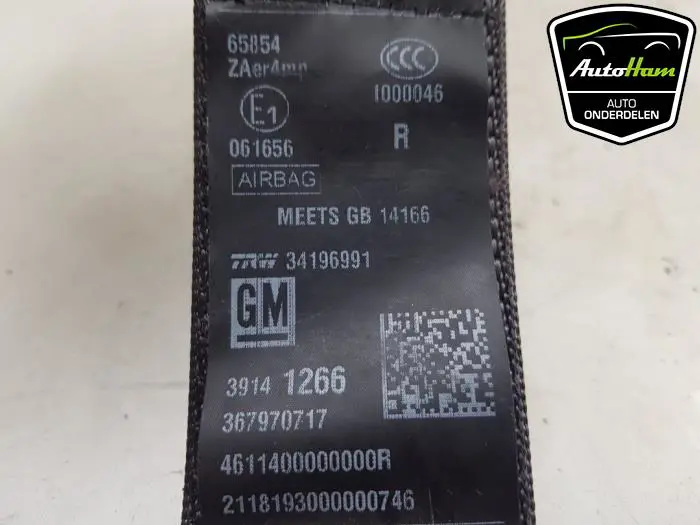 65854
ZAer4mp
CCC
I000046
E1
R
061656
AIRBAG
MEETS GB 14166
TRW 34196991
GM
3914 1266
367970717
4611400000000R
2118193000000746
AutoHam
AUTO
ONDERDELEN